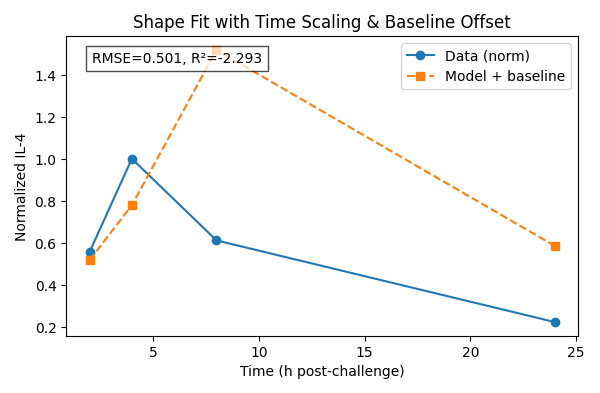 Shape Fit with Time Scaling & Baseline Offset
RMSE=0.501, R²=-2.293
Data (norm)
Model + baseline
Normalized IL-4
1.4
1.2
1.0
0.8
0.6
0.4
0.2
5
10
15
20
25
Time (h post-challenge)